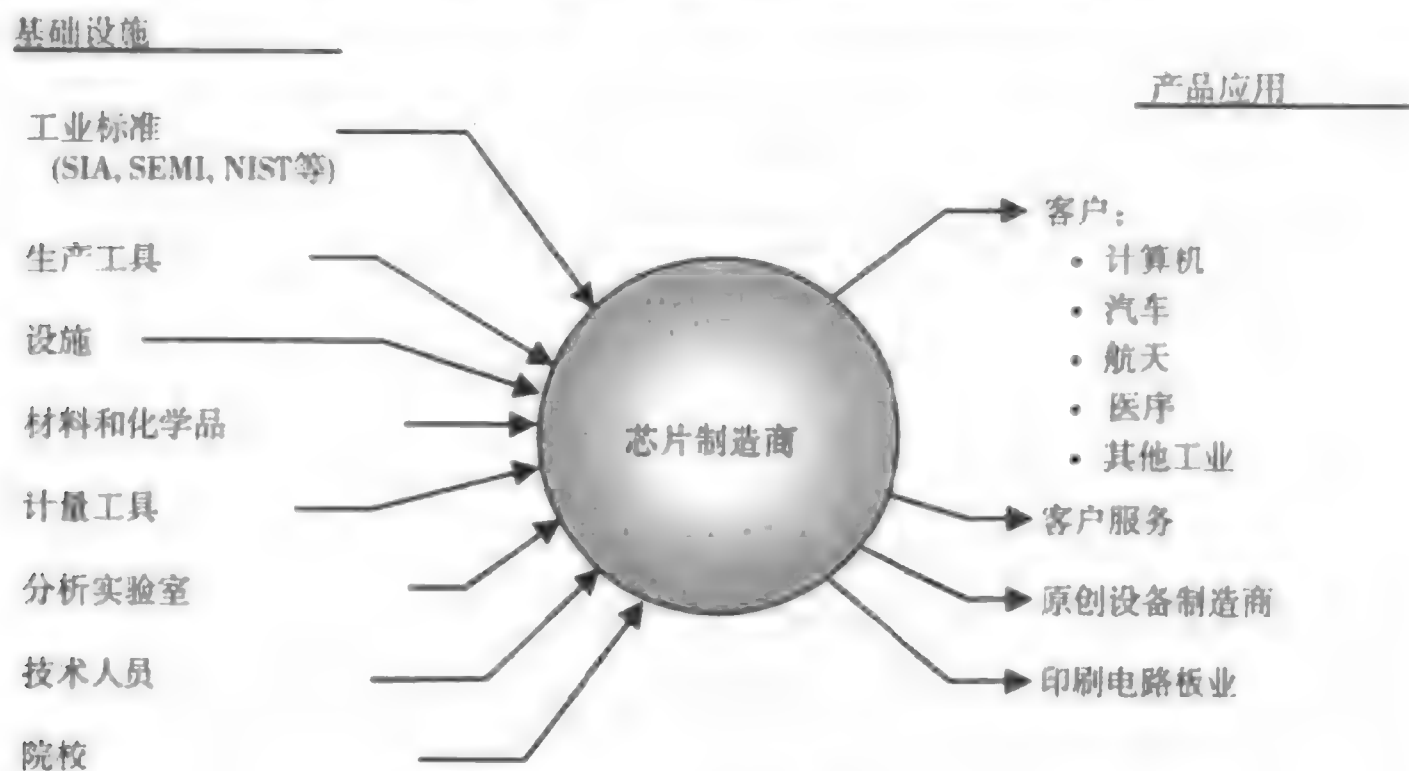 基础设施
产品应用
工业标准
(SIA, SEMI, NIST等)
生产工具
设施
材料和化学品
计量工具
分析实验室
技术人员
院校
芯片制造商
客户：
• 计算机
• 汽车
• 航天
• 医疗
• 其他工业
客户服务
原创设备制造商
印刷电路板业